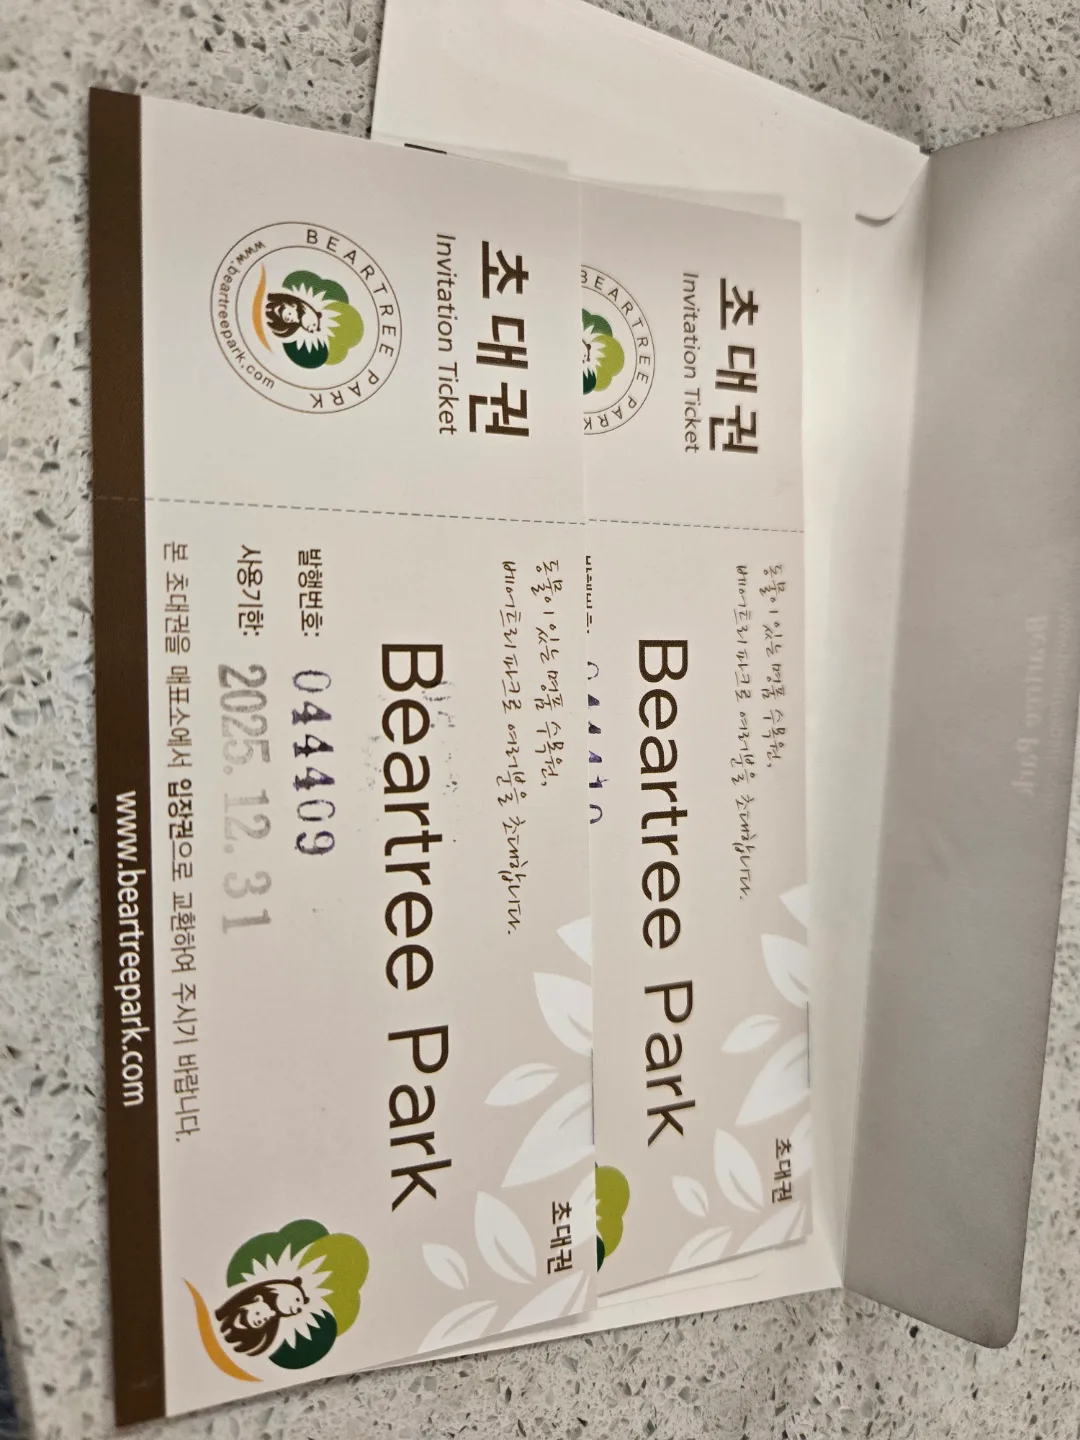 초대권
Invitation Ticket
BEARTREE PARK
www.beartreepark.com
동물이 있는 명품 수목원,
베어트리파크로 여러분을 초대합니다.
Beartree Park
발행번호: 044409
사용기한: 2025.12.31
본 초대권을 매표소에서 입장권으로 교환하여 주시기 바랍니다.
www.beartreepark.com
초대권
초대권
Invitation Ticket
BEARTREE PARK
동물이 있는 명품 수목원,
베어트리파크로 여러분을 초대합니다.
Beartree Park
초대권